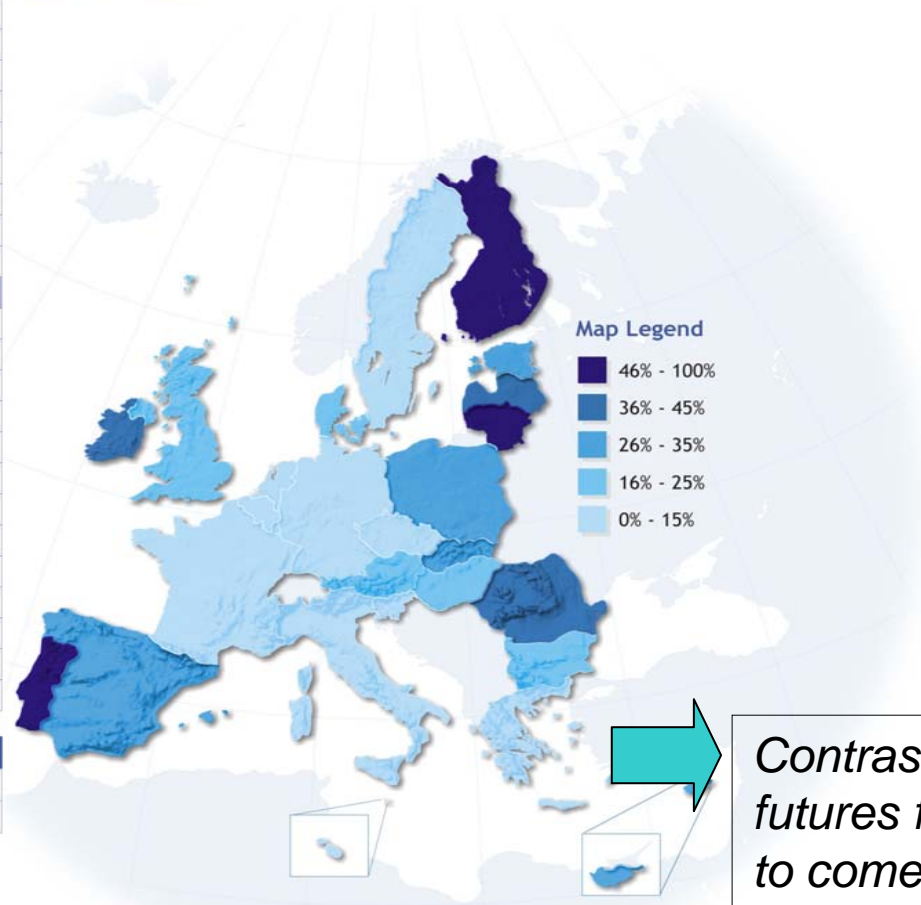 Map Legend
46% - 100%
36% - 45%
26% - 35%
16% - 25%
0% - 15%
Contras
futures f
to come